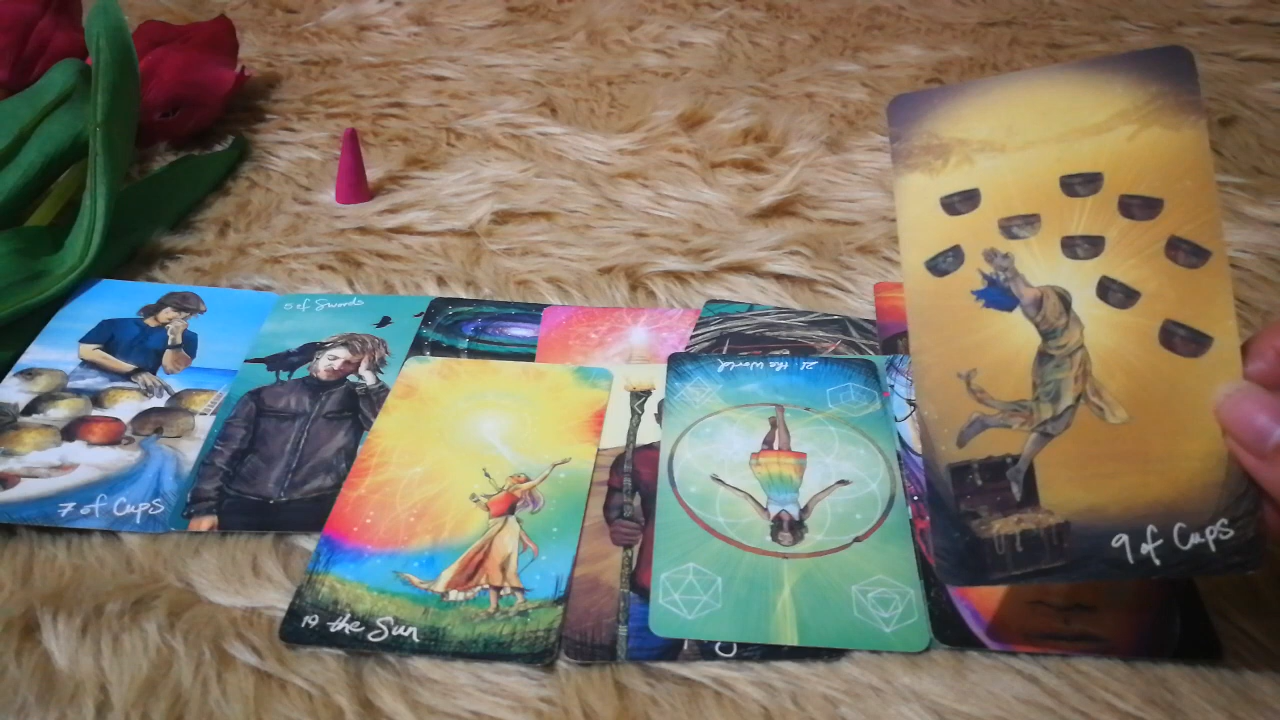 5 of Swords
21. the World
7 of Cups
19 the Sun
9 of Cups